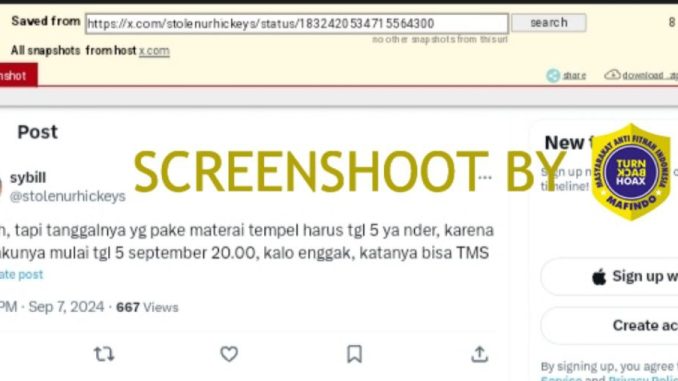 Saved from https://x.com/stolenurhickeys/status/1832420534715564300 search 8
no other snapshots from this url
All snapshots from host x.com
nshot
share download .zip
Post
sybill
@stolenurhickeys
...
SCREENSHOOT BY
MASYARAKAT ANTI FITNAH INDONESIA
TURN BACK HOAX
MAFINDO
h, tapi tanggalnya yg pake materai tempel harus tgl 5 ya nder, karena
akunya mulai tgl 5 september 20.00, kalo enggak, katanya bisa TMS
ate post
PM · Sep 7, 2024 · 667 Views
New
Sign up n
timeline!
Sign up w
Create ac
By signing up, you agree t
Service and Privacy Polic